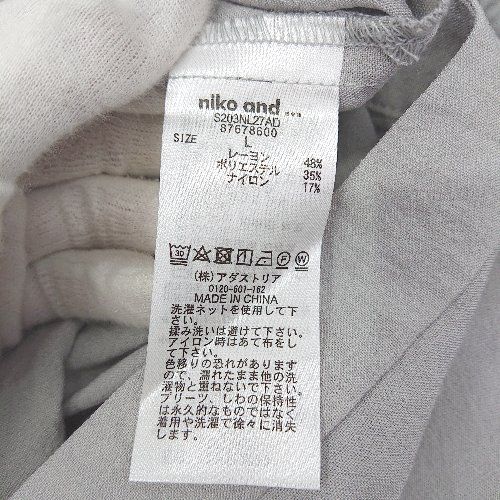 niko and ...
S203NL27AD
87678600
SIZE L
レーヨン 48%
ポリエステル 35%
ナイロン 17%
(株)アダストリア
0120-601-162
MADE IN CHINA
洗濯ネットを使用して下
さい。
揉み洗いは避けて下さい。
アイロン時はあて布をし
て下さい。
色移りの恐れがあります
ので、濡れたまま他の洗
濯物と重ねないで下さい。
プリーツ、しわの保持性
は永久的なものではなく
着用や洗濯で徐々に消失
します。